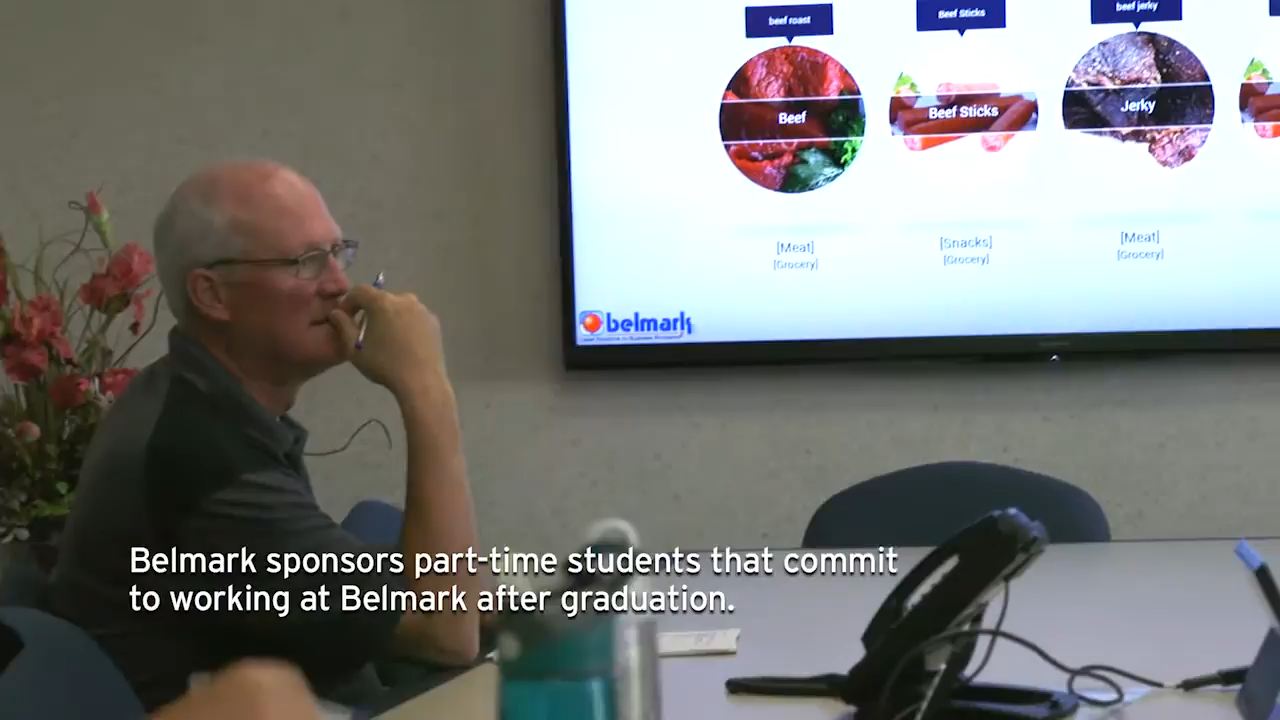 beef roast
Beef Sticks
beef jerky
Beef
Beef Sticks
Jerky
[Meat]
[Grocery]
[Snacks]
[Grocery]
[Meat]
[Grocery]
belmark
Belmark sponsors part-time students that commit
to working at Belmark after graduation.